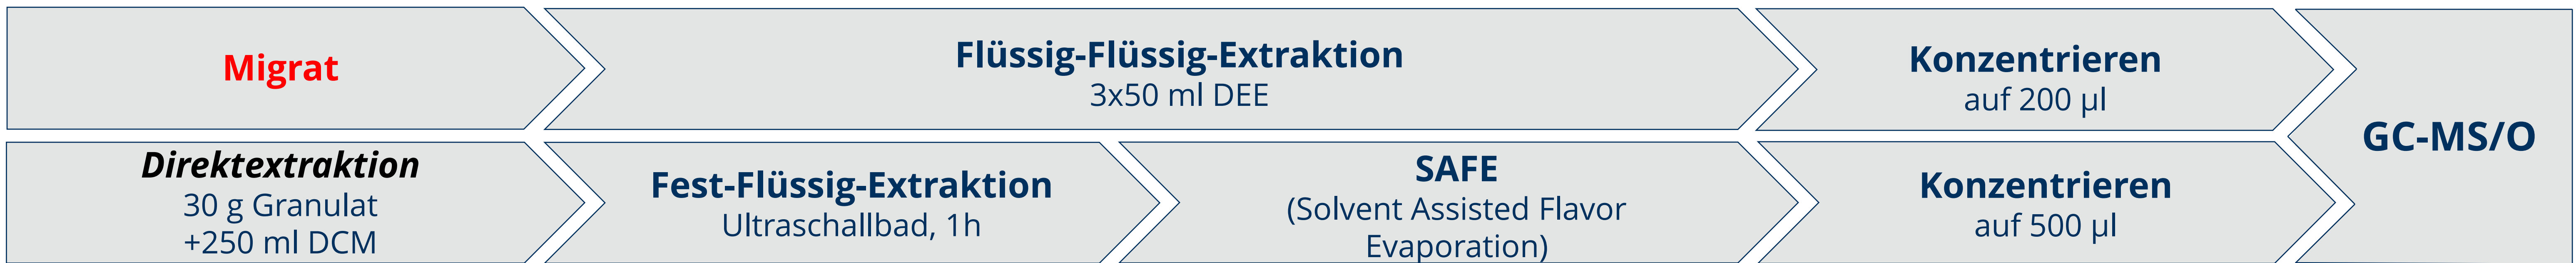 Migrat
Flüssig-Flüssig-Extraktion
3x50 ml DEE
Konzentrieren
auf 200 µl
Direktextraktion
30 g Granulat
+250 ml DCM
Fest-Flüssig-Extraktion
Ultraschallbad, 1h
SAFE
(Solvent Assisted Flavor
Evaporation)
Konzentrieren
auf 500 µl
GC-MS/O